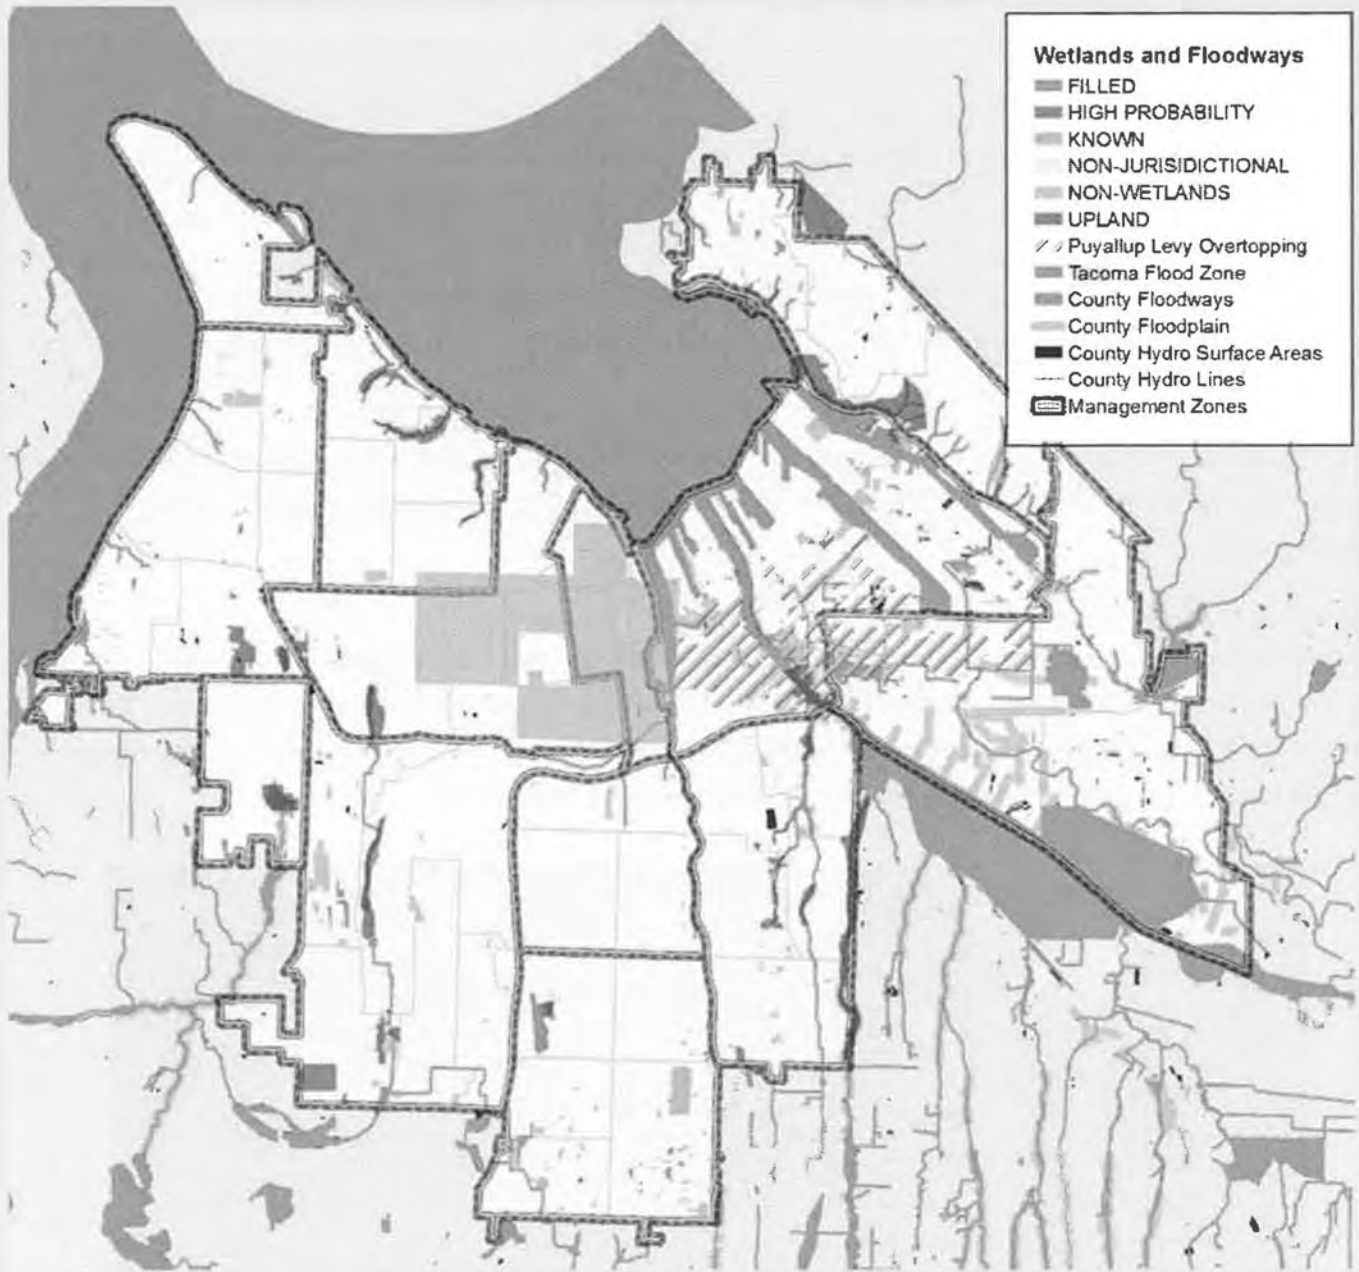 Wetlands and Floodways
FILLED
HIGH PROBABILITY
KNOWN
NON-JURISIDICTIONAL
NON-WETLANDS
UPLAND
Puyallup Levy Overtopping
Tacoma Flood Zone
County Floodways
County Floodplain
County Hydro Surface Areas
County Hydro Lines
Management Zones